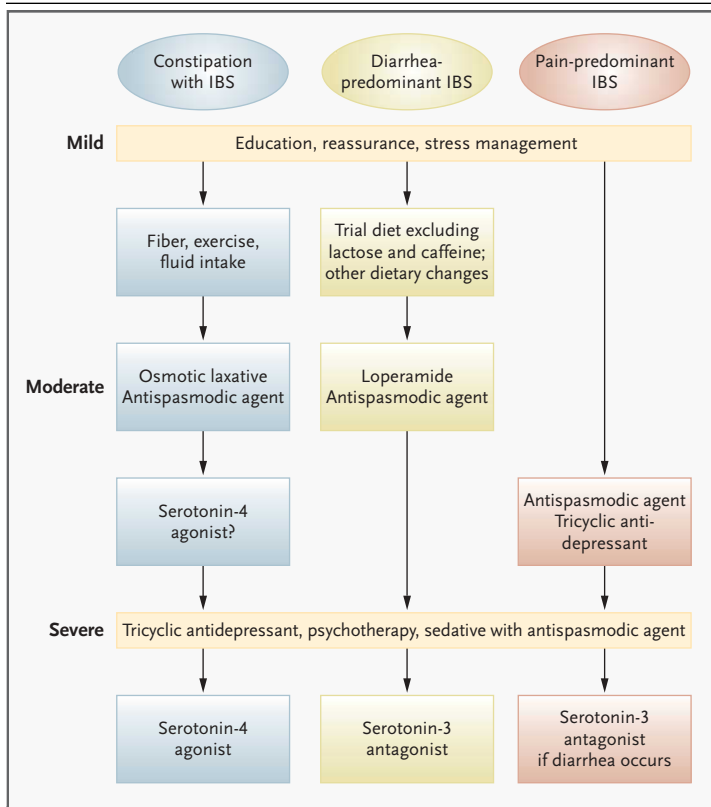 Constipation
with IBS
Diarrhea-
predominant IBS
Pain-predominant
IBS
Mild
Education, reassurance, stress management
Fiber, exercise,
fluid intake
Trial diet excluding
lactose and caffeine;
other dietary changes
Moderate
Osmotic laxative
Antispasmodic agent
Loperamide
Antispasmodic agent
Serotonin-4
agonist?
Antispasmodic agent
Tricyclic anti-
depressant
Severe
Tricyclic antidepressant, psychotherapy, sedative with antispasmodic agent
Serotonin-4
agonist
Serotonin-3
antagonist
Serotonin-3
antagonist
if diarrhea occurs